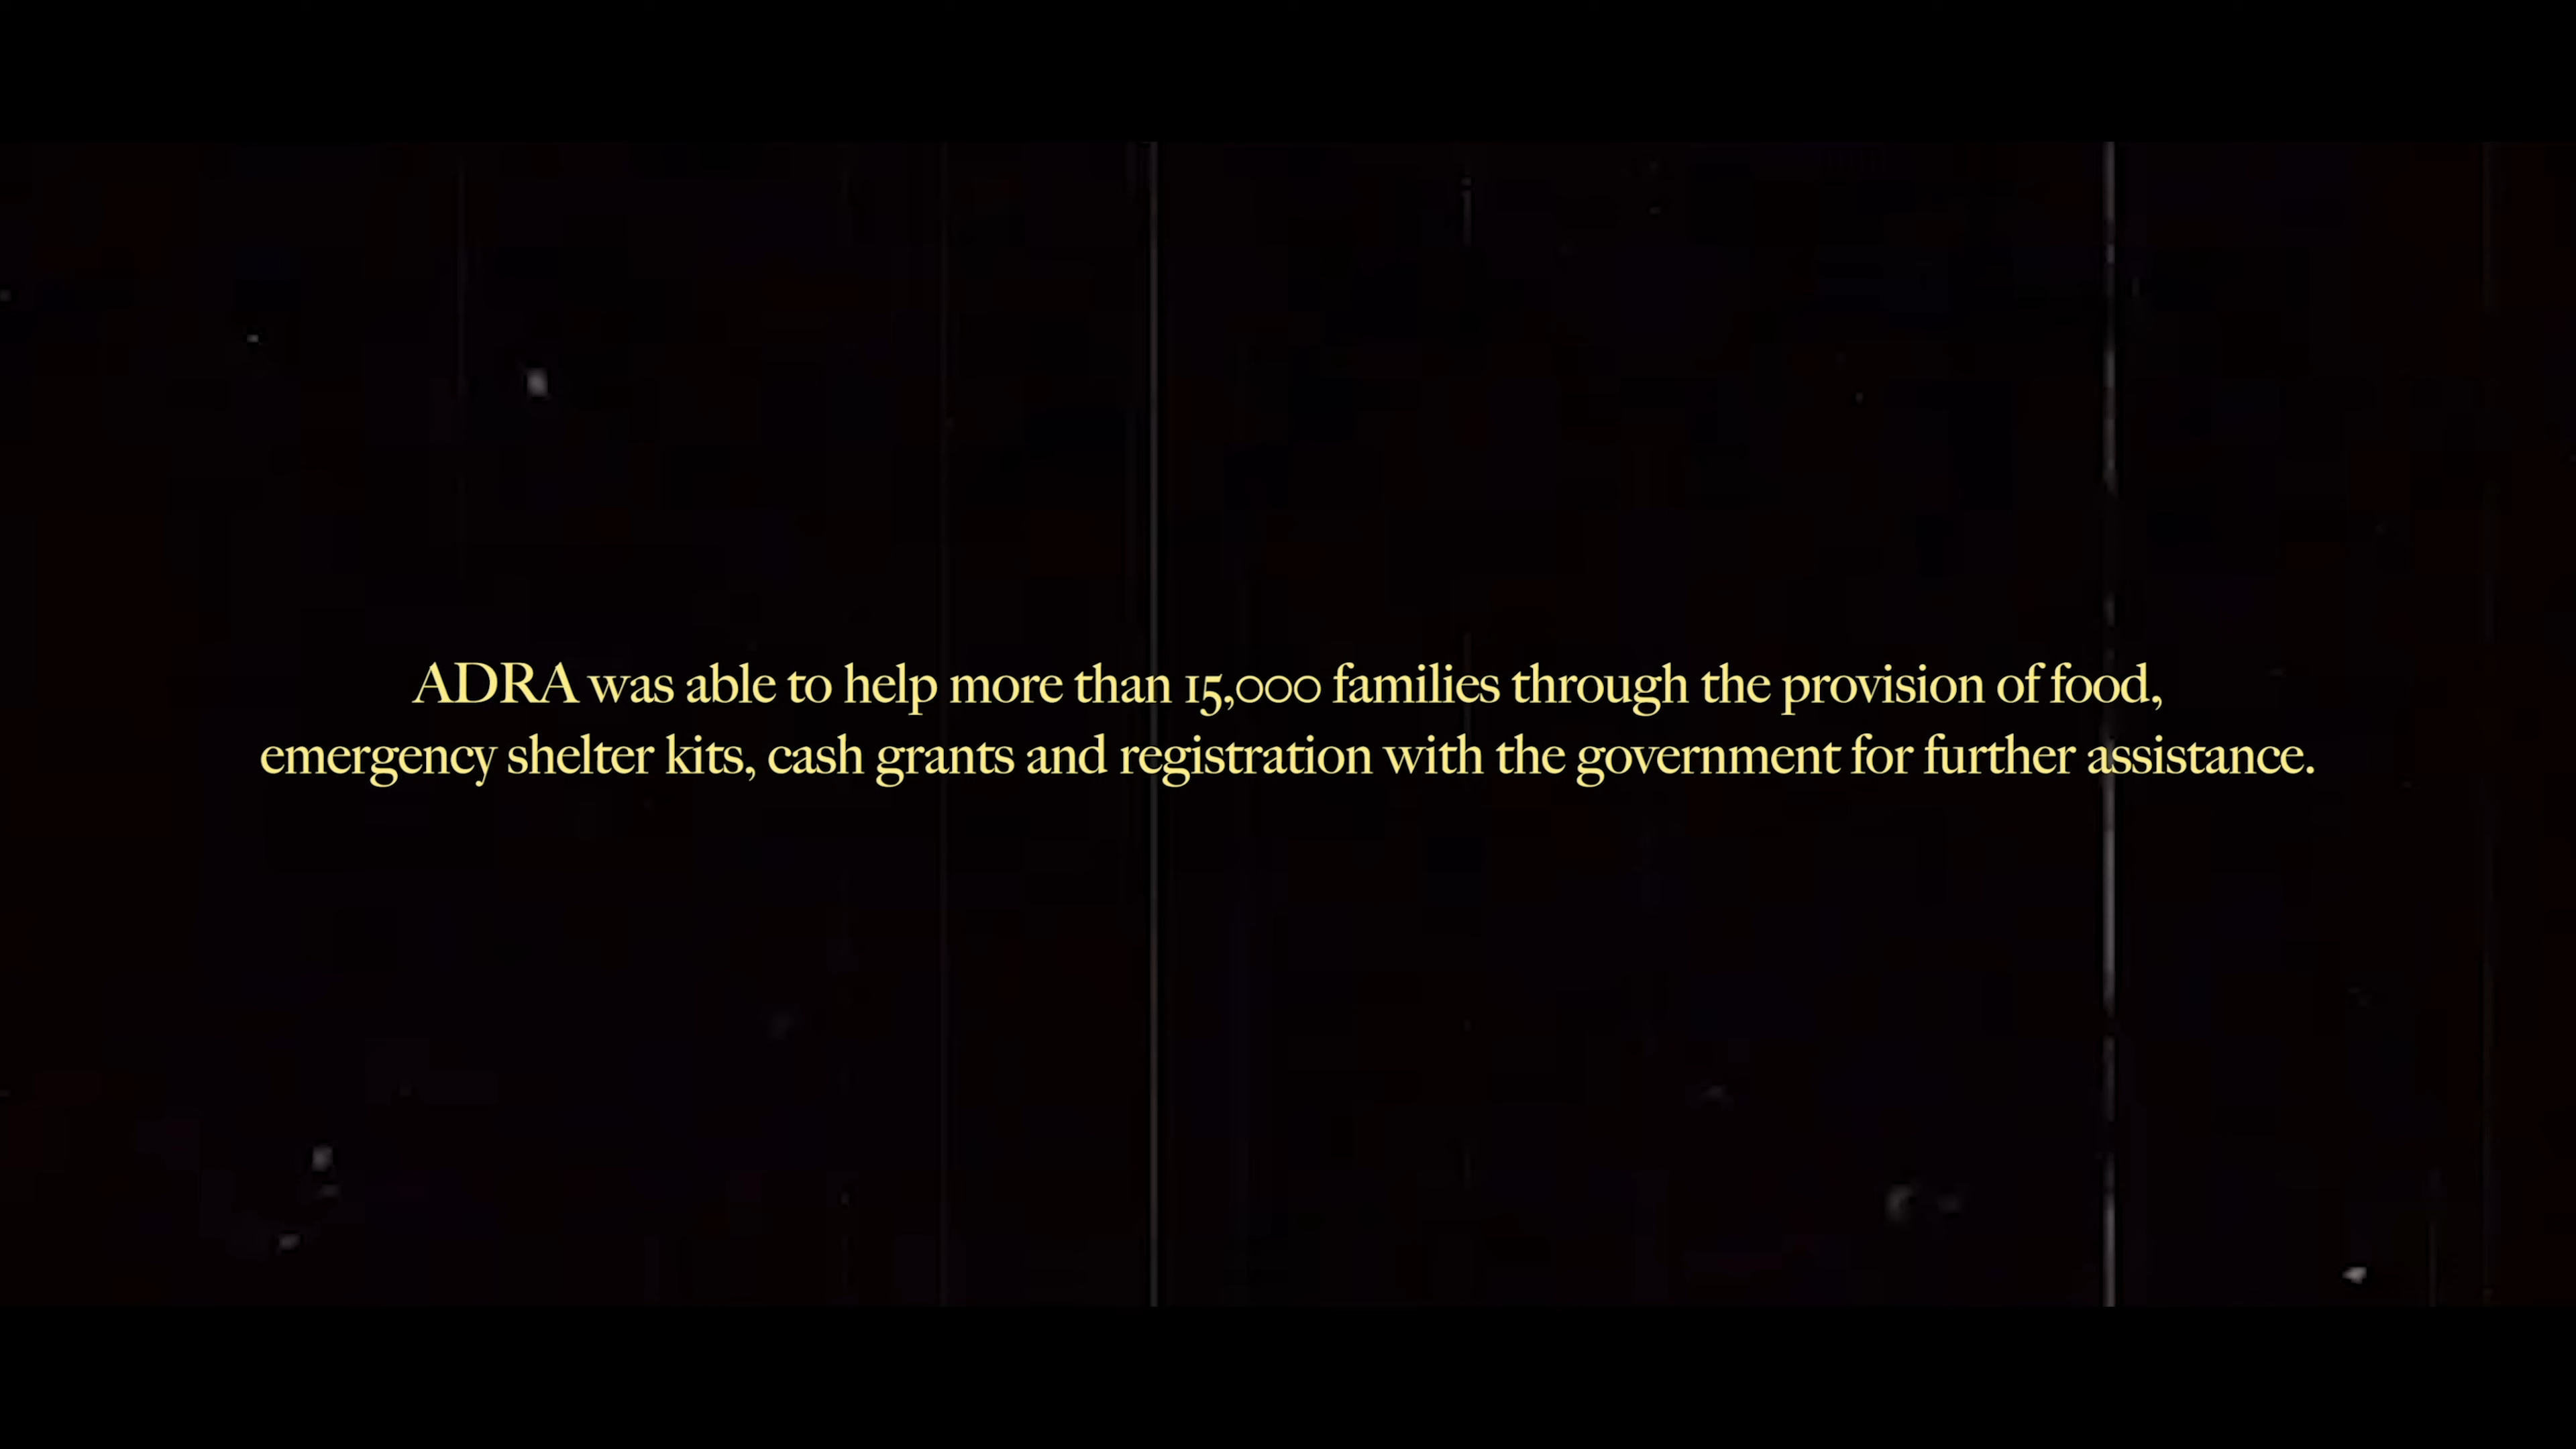 ADRA was able to help more than 15,000 families through the provision of food,
emergency shelter kits, cash grants and registration with the government for further assistance.